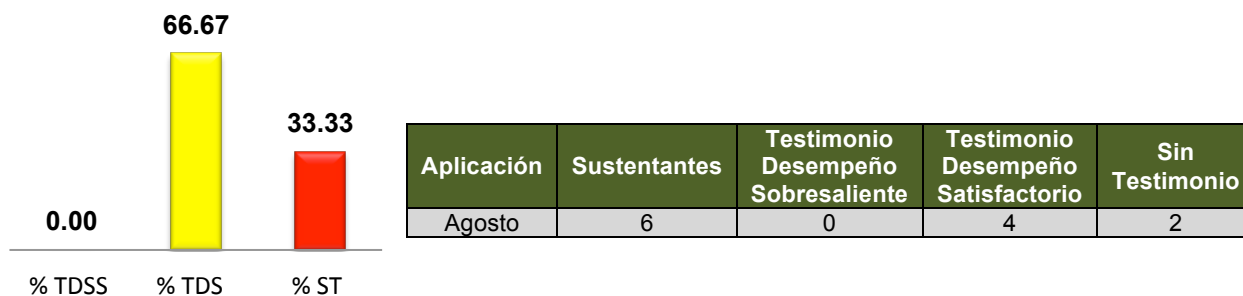 66.67
33.33
0.00
% TDSS % TDS % ST
Aplicación Sustentantes Testimonio Desempeño Sobresaliente Testimonio Desempeño Satisfactorio Sin Testimonio
Agosto 6 0 4 2